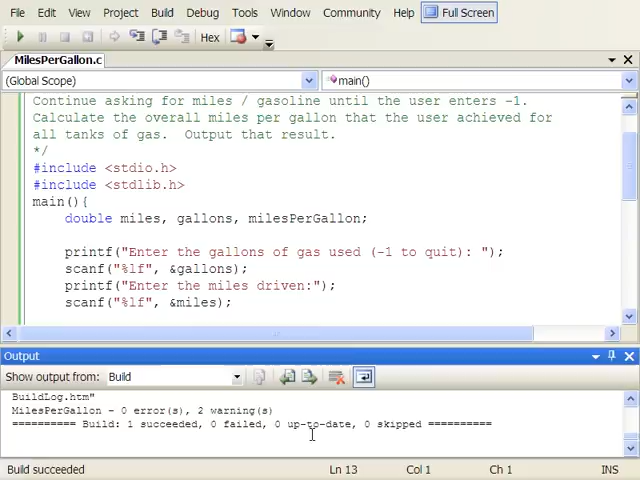 File Edit View Project Build Debug Tools Window Community Help Full Screen
Hex
MilesPerGallon.c
(Global Scope) main()
Continue asking for miles / gasoline until the user enters -1.
Calculate the overall miles per gallon that the user achieved for
all tanks of gas. Output that result.
*/
#include <stdio.h>
#include <stdlib.h>
main(){
double miles, gallons, milesPerGallon;
printf("Enter the gallons of gas used (-1 to quit): ");
scanf("%lf", &gallons);
printf("Enter the miles driven:");
scanf("%lf", &miles);
Output
Show output from: Build
BuildLog.htm"
MilesPerGallon - 0 error(s), 2 warning(s)
========== Build: 1 succeeded, 0 failed, 0 up-to-date, 0 skipped ==========
Build succeeded Ln 13 Col 1 Ch 1 INS